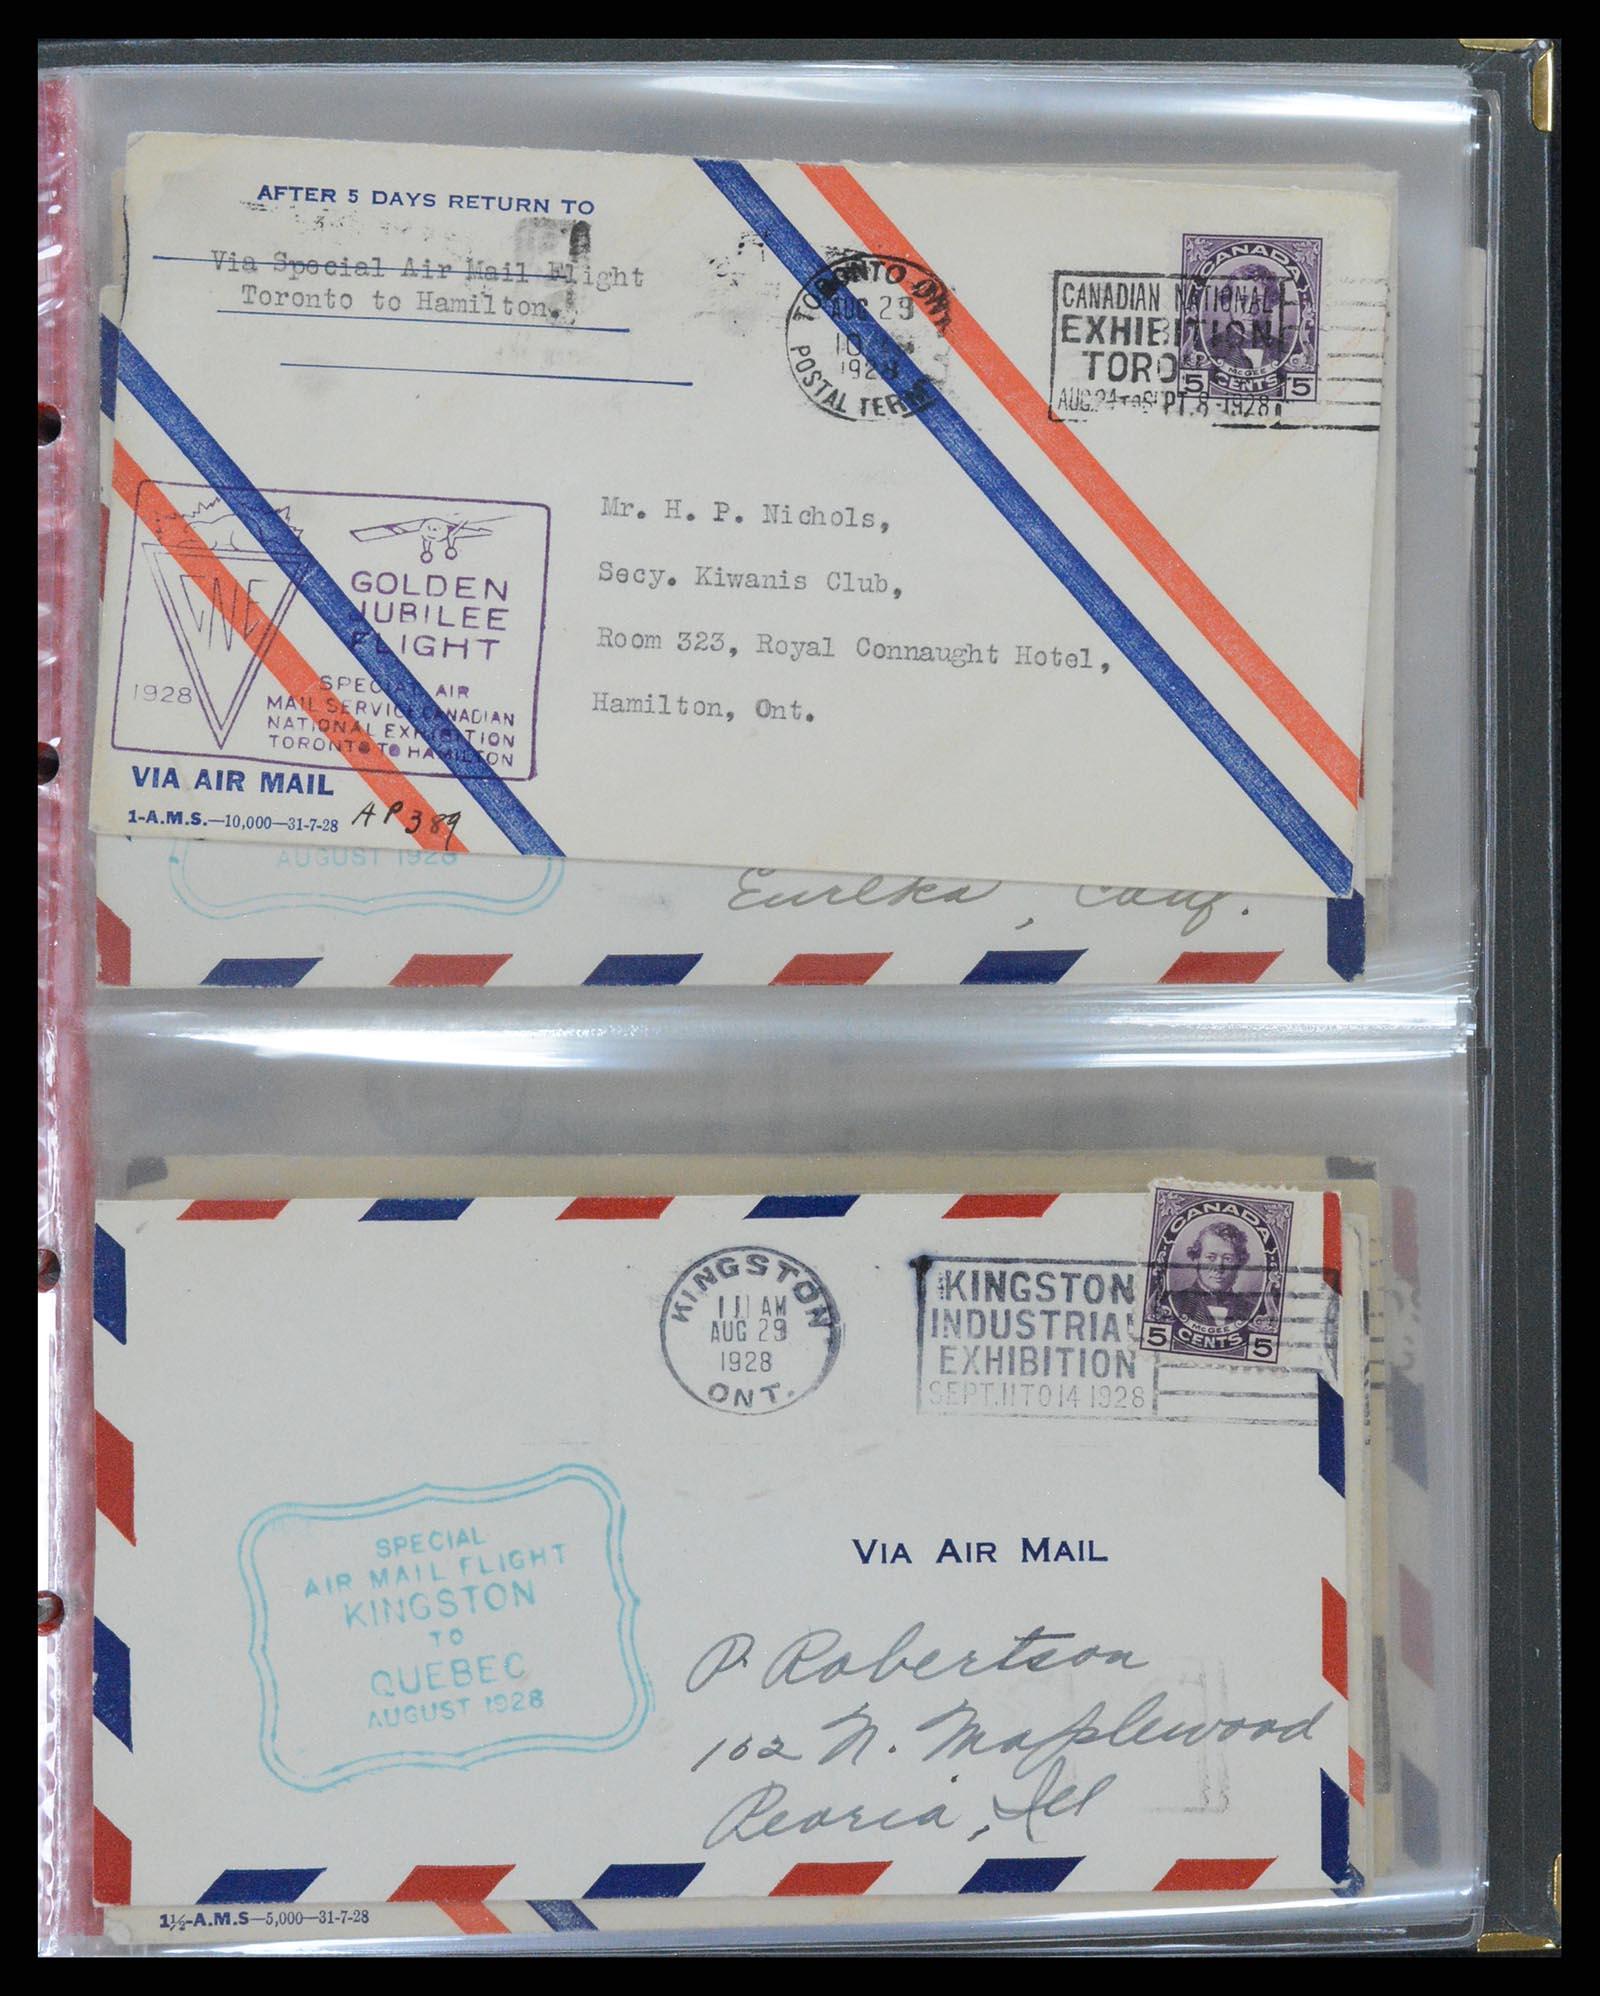 AFTER 5 DAYS RETURN TO
Via Special Air Mail Flight
Toronto to Hamilton.
TORONTO
AUG 29
10
1928
POSTAL TERM
CANADIAN NATIONAL
EXHIBITION
TORO
AUG.24 TO SEPT. 8-1928
CANADA
McGEE
5 CENTS 5
Mr. H. P. Nichols,
Secy. Kiwanis Club,
Room 323, Royal Connaught Hotel,
Hamilton, Ont.
CNE
1928
GOLDEN
JUBILEE
FLIGHT
SPECIAL AIR
MAIL SERVICE CANADIAN
NATIONAL EXHIBITION
TORONTO TO HAMILTON
VIA AIR MAIL
1-A.M.S.—10,000—31-7-28 AP389
AUGUST 1928
Eureka, Calif.
KINGSTON
11 AM
AUG 29
1928
ONT.
KINGSTON
INDUSTRIAL
EXHIBITION
SEPT.11 TO 14 1928
CANADA
McGEE
5 CENTS 5
SPECIAL
AIR MAIL FLIGHT
KINGSTON
TO
QUEBEC
AUGUST 1928
VIA AIR MAIL
P. Robertson
102 N. Maplewood
Peoria, Ill
1½-A.M.S—5,000—31-7-28